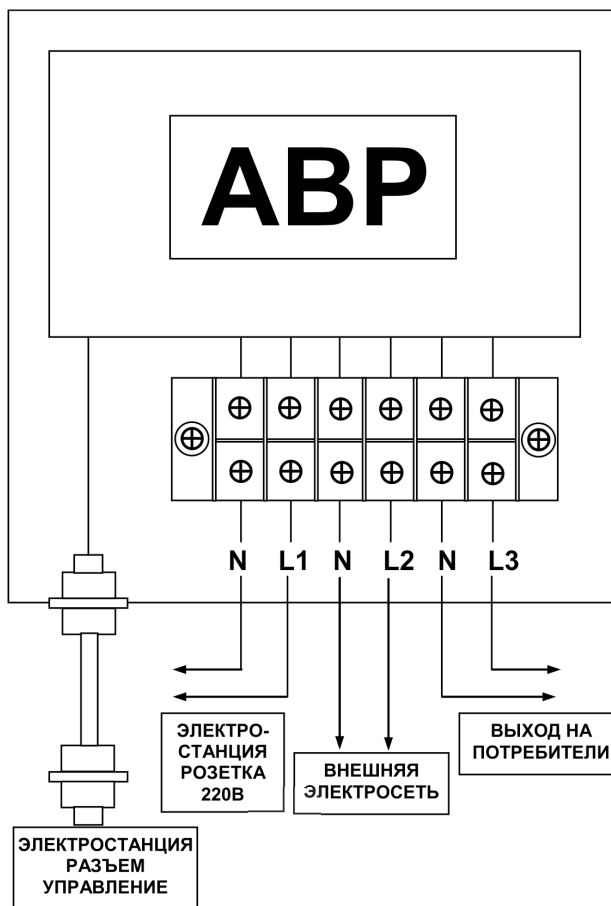 АВР
N L1 N L2 N L3
ЭЛЕКТРО-
СТАНЦИЯ
РОЗЕТКА
220В
ВНЕШНЯЯ
ЭЛЕКТРОСЕТЬ
ВЫХОД НА
ПОТРЕБИТЕЛИ
ЭЛЕКТРОСТАНЦИЯ
РАЗЪЕМ
УПРАВЛЕНИЕ